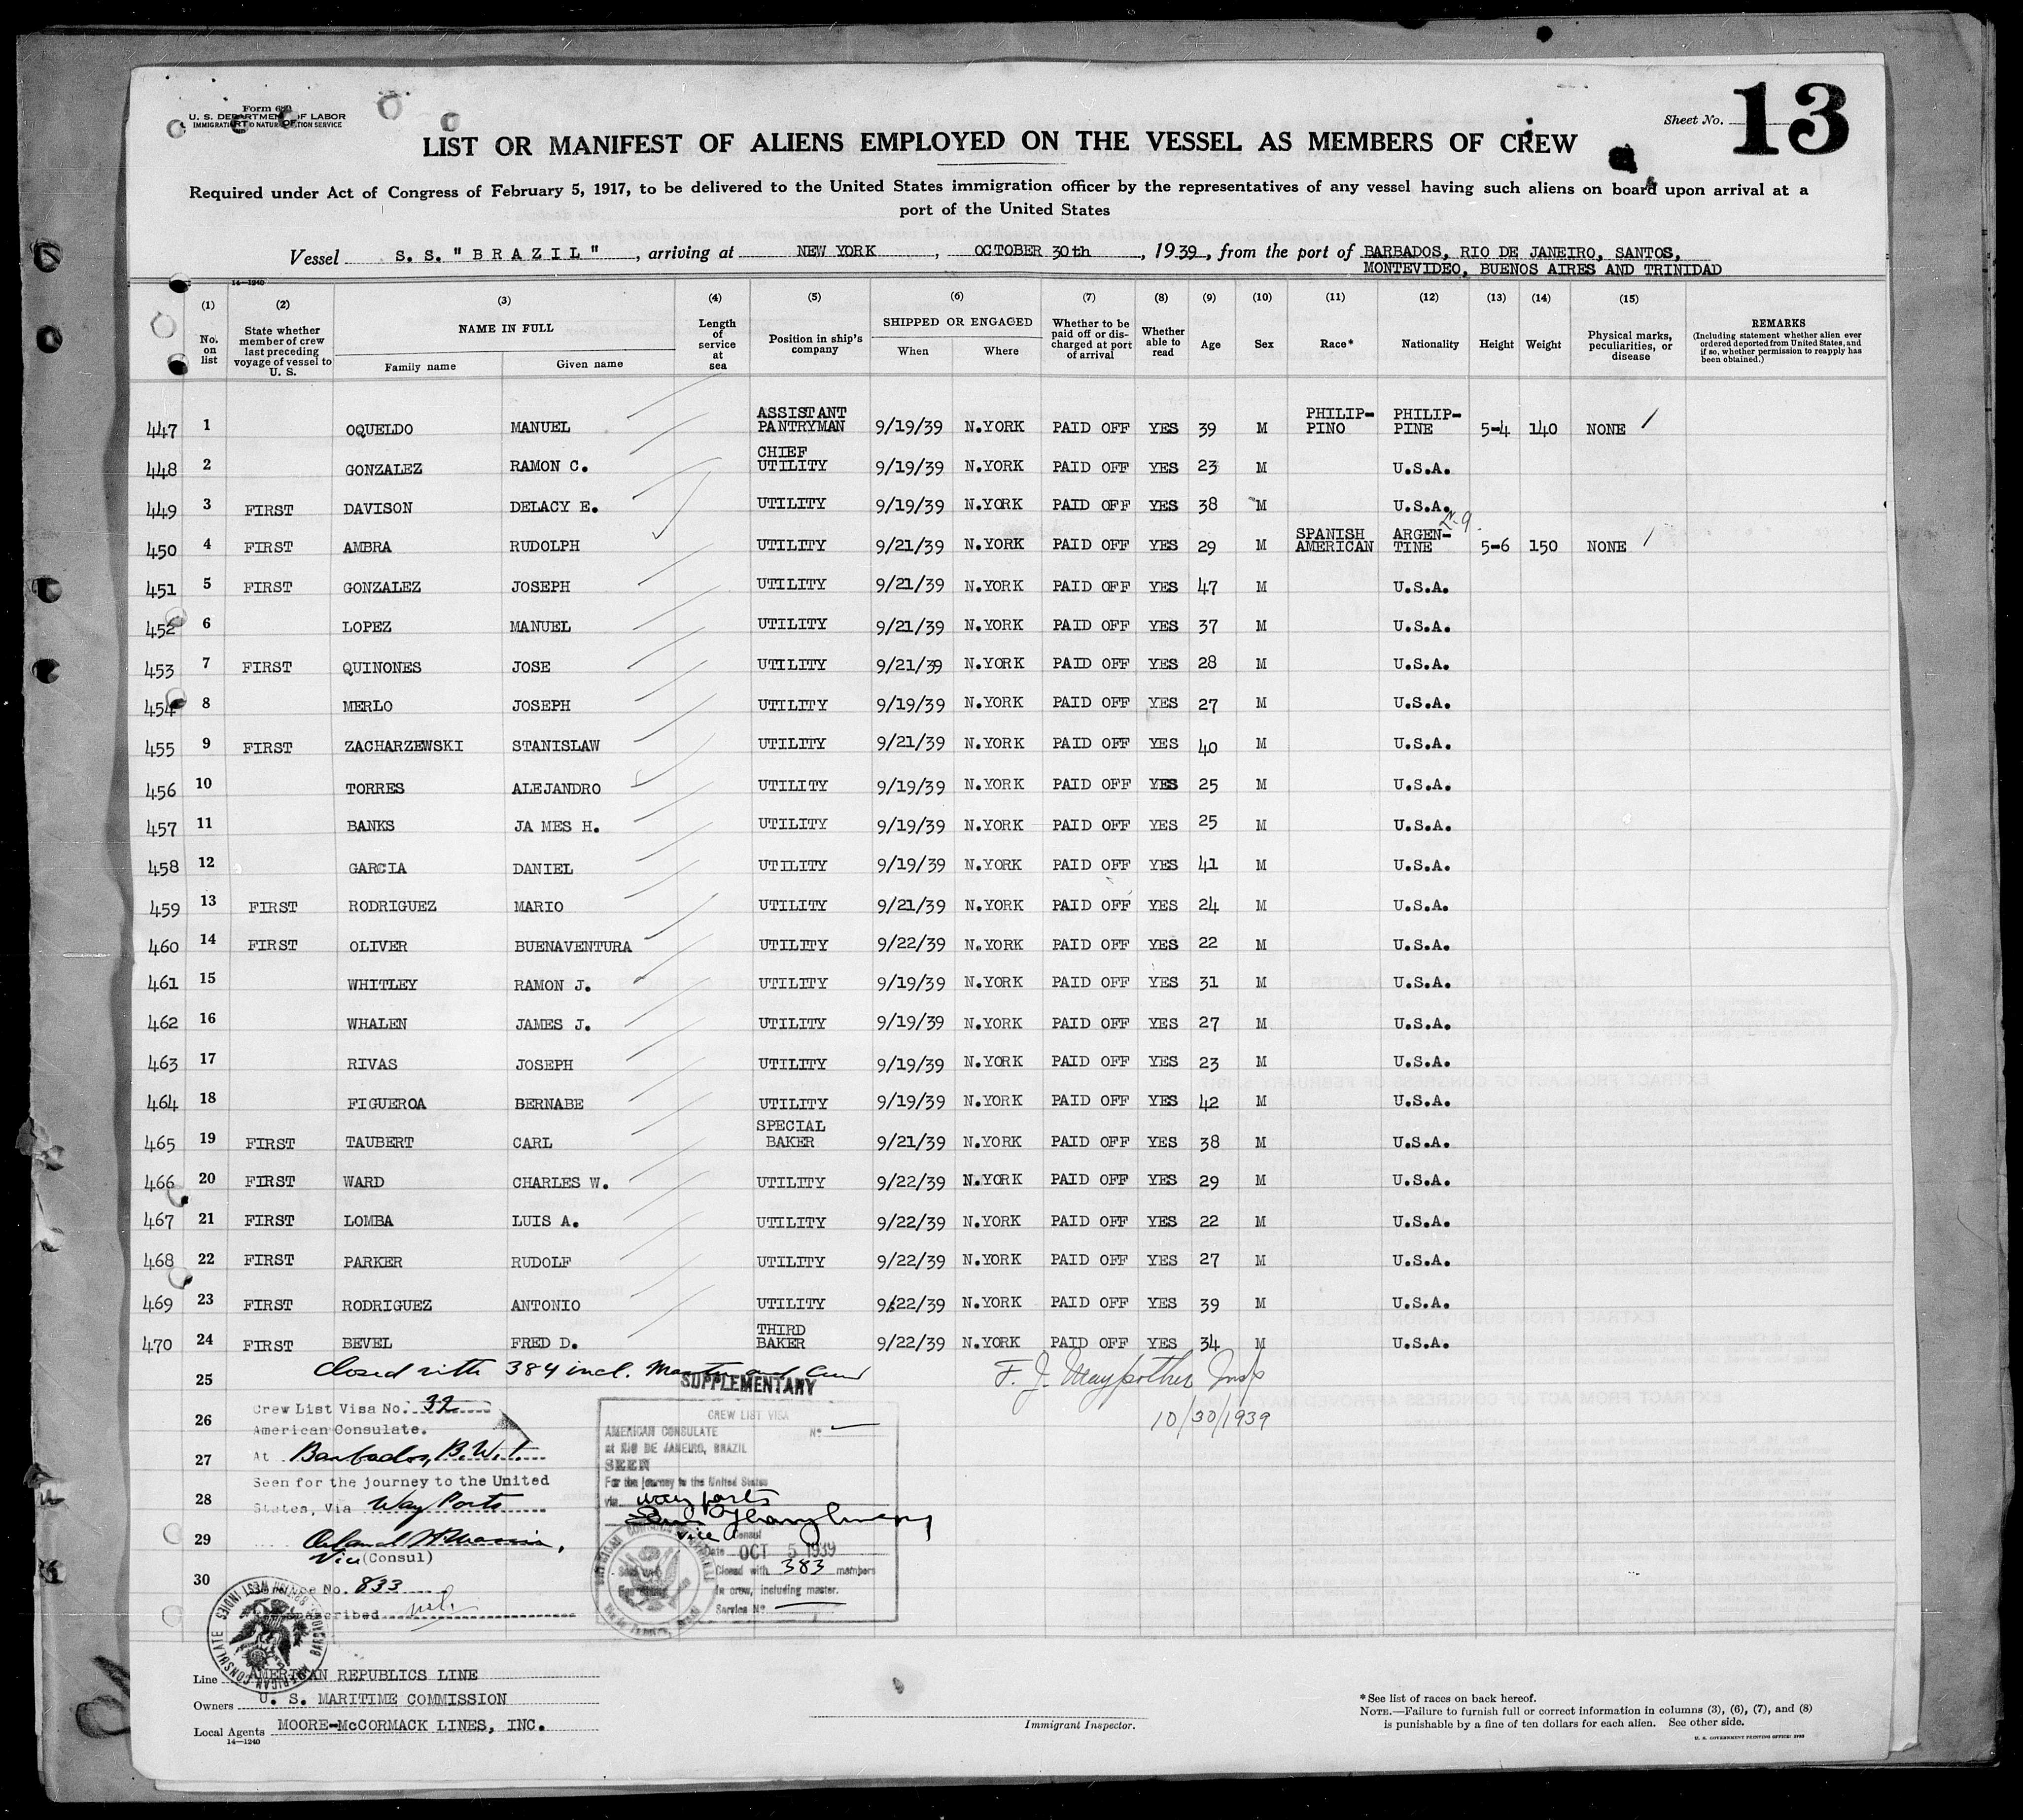 Form 680
U. S. DEPARTMENT OF LABOR
IMMIGRATION AND NATURALIZATION SERVICE
Sheet No. 13
LIST OR MANIFEST OF ALIENS EMPLOYED ON THE VESSEL AS MEMBERS OF CREW
Required under Act of Congress of February 5, 1917, to be delivered to the United States immigration officer by the representatives of any vessel having such aliens on board upon arrival at a
port of the United States
Vessel S. S. "BRAZIL", arriving at NEW YORK, OCTOBER 30th, 1939, from the port of BARBADOS, RIO DE JANEIRO, SANTOS,
MONTEVIDEO, BUENOS AIRES AND TRINIDAD
14—1240
(1) (2) (3) (4) (5) (6) (7) (8) (9) (10) (11) (12) (13) (14) (15)
No. on list
State whether member of crew last preceding voyage of vessel to U. S.
NAME IN FULL
Family name
Given name
Length of service at sea
Position in ship's company
SHIPPED OR ENGAGED
When
Where
Whether to be paid off or discharged at port of arrival
Whether able to read
Age
Sex
Race*
Nationality
Height
Weight
Physical marks, peculiarities, or disease
REMARKS
(Including statement whether alien ever ordered deported from United States, and if so, whether permission to reapply has been obtained.)
447 1 OQUELDO MANUEL ASSISTANT PANTRYMAN 9/19/39 N.YORK PAID OFF YES 39 M PHILIP-PINO PHILIP-PINE 5-4 140 NONE
448 2 GONZALEZ RAMON C. CHIEF UTILITY 9/19/39 N.YORK PAID OFF YES 23 M U.S.A.
449 3 FIRST DAVISON DELACY E. UTILITY 9/19/39 N.YORK PAID OFF YES 38 M U.S.A.
450 4 FIRST AMBRA RUDOLPH UTILITY 9/21/39 N.YORK PAID OFF YES 29 M SPANISH AMERICAN ARGEN-TINE 5-6 150 NONE
451 5 FIRST GONZALEZ JOSEPH UTILITY 9/21/39 N.YORK PAID OFF YES 47 M U.S.A.
452 6 LOPEZ MANUEL UTILITY 9/21/39 N.YORK PAID OFF YES 37 M U.S.A.
453 7 FIRST QUINONES JOSE UTILITY 9/21/39 N.YORK PAID OFF YES 28 M U.S.A.
454 8 MERLO JOSEPH UTILITY 9/19/39 N.YORK PAID OFF YES 27 M U.S.A.
455 9 FIRST ZACHARZEWSKI STANISLAW UTILITY 9/21/39 N.YORK PAID OFF YES 40 M U.S.A.
456 10 TORRES ALEJANDRO UTILITY 9/19/39 N.YORK PAID OFF YES 25 M U.S.A.
457 11 BANKS JA MES H. UTILITY 9/19/39 N.YORK PAID OFF YES 25 M U.S.A.
458 12 GARCIA DANIEL UTILITY 9/19/39 N.YORK PAID OFF YES 41 M U.S.A.
459 13 FIRST RODRIGUEZ MARIO UTILITY 9/21/39 N.YORK PAID OFF YES 24 M U.S.A.
460 14 FIRST OLIVER BUENAVENTURA UTILITY 9/22/39 N.YORK PAID OFF YES 22 M U.S.A.
461 15 WHITLEY RAMON J. UTILITY 9/19/39 N.YORK PAID OFF YES 31 M U.S.A.
462 16 WHALEN JAMES J. UTILITY 9/19/39 N.YORK PAID OFF YES 27 M U.S.A.
463 17 RIVAS JOSEPH UTILITY 9/19/39 N.YORK PAID OFF YES 23 M U.S.A.
464 18 FIGUEROA BERNABE UTILITY 9/19/39 N.YORK PAID OFF YES 42 M U.S.A.
465 19 FIRST TAUBERT CARL SPECIAL BAKER 9/21/39 N.YORK PAID OFF YES 38 M U.S.A.
466 20 FIRST WARD CHARLES W. UTILITY 9/22/39 N.YORK PAID OFF YES 29 M U.S.A.
467 21 FIRST LOMBA LUIS A. UTILITY 9/22/39 N.YORK PAID OFF YES 22 M U.S.A.
468 22 FIRST PARKER RUDOLF UTILITY 9/22/39 N.YORK PAID OFF YES 27 M U.S.A.
469 23 FIRST RODRIGUEZ ANTONIO UTILITY 9/22/39 N.YORK PAID OFF YES 39 M U.S.A.
470 24 FIRST BEVEL FRED D. THIRD BAKER 9/22/39 N.YORK PAID OFF YES 34 M U.S.A.
25 Closed with 384 incl. Master and Crew
F. J. Maypother Insp
10/30/1939
SUPPLEMENTARY
26 Crew List Visa No. 32
American Consulate.
27 At Barbados, B.W.I.
Seen for the journey to the United
28 States, Via Way Ports
29
Vice (Consul)
30 Service No. 833
CREW LIST VISA
AMERICAN CONSULATE No.
at RIO DE JANEIRO, BRAZIL
SEEN
For the journey to the United States
via way ports
Vice Consul
Date OCT 5 1939
Closed with 383 members
in crew, including master.
Service No.
AMERICAN CONSULATE BARBADOS, BRITISH WEST INDIES
Line AMERICAN REPUBLICS LINE
Owners U. S. MARITIME COMMISSION
Local Agents MOORE-McCORMACK LINES, INC.
14—1240
Immigrant Inspector.
*See list of races on back hereof.
NOTE.—Failure to furnish full or correct information in columns (3), (6), (7), and (8)
is punishable by a fine of ten dollars for each alien. See other side.
U. S. GOVERNMENT PRINTING OFFICE